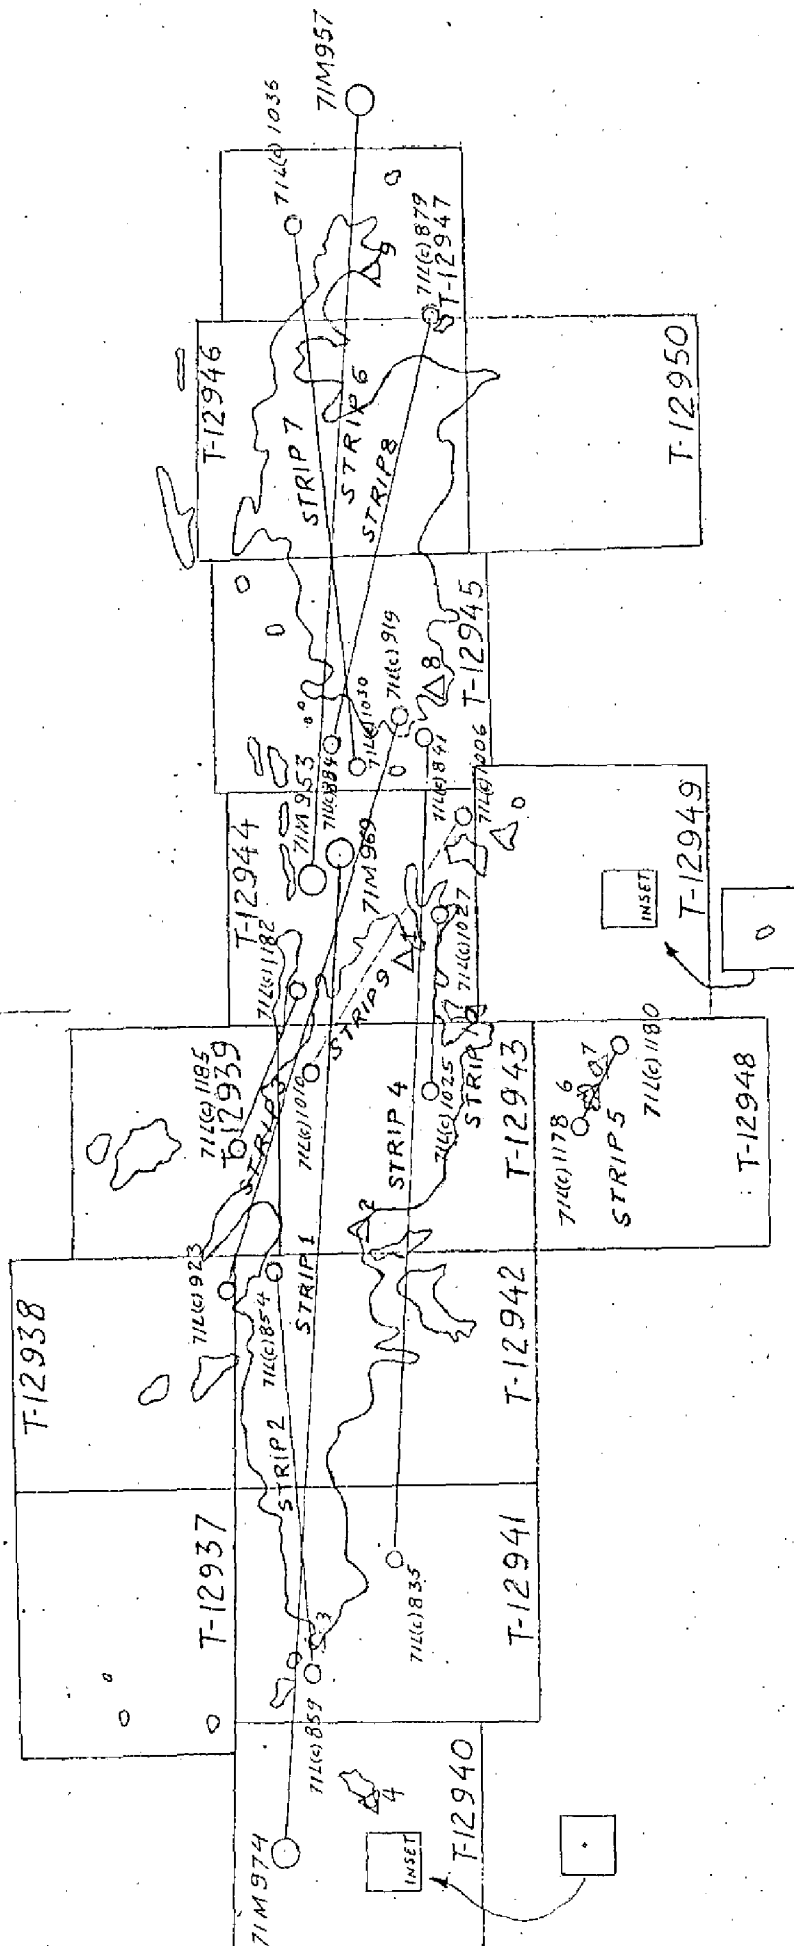 71M957
71L(c)1036
71L(c)879
T-12947
9
T-12946
STRIP 7
STRIP 6
STRIP 8
T-12950
T-12945
8
71L(c)919
71L(c)1030
71L(c)884
71L(c)841
71M953
71M969
T-12944
71L(c)1182
71L(c)1006
71L(c)1027
T-12949
INSET
STRIP 9
71L(c)1185
T-12939
STRIP 3
71L(c)1010
STRIP 4
71L(c)1025
STRIP
T-12943
71L(c)1178
6
7
71L(c)1180
STRIP 5
T-12948
2
1
T-12938
71L(c)923
71L(c)854
STRIP 1
STRIP 2
T-12942
T-12937
71L(c)835
T-12941
3
71L(c)859
4
T-12940
71M974
INSET